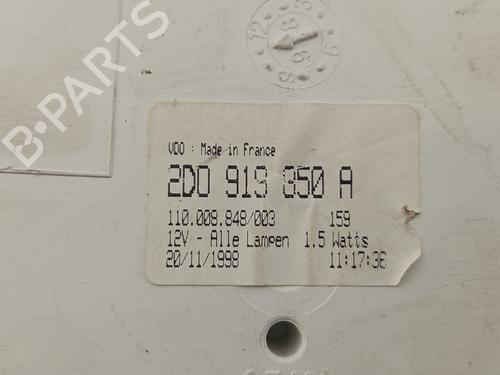 B-PARTS
VDO : Made in France
2D0 919 850 A
110.008.848/003 159
12V - Alle Lampen 1.5 Watts
20/11/1998 11:17:36